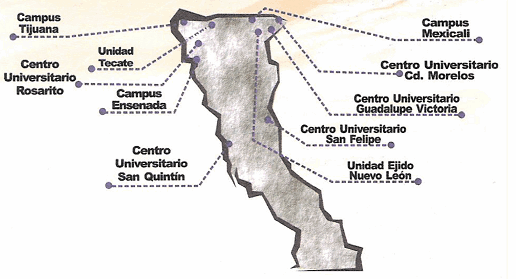 Campus
Tijuana
Unidad
Tecate
Centro
Universitario
Rosarito
Campus
Ensenada
Centro
Universitario
San Quintín
Campus
Mexicali
Centro Universitario
Cd. Morelos
Centro Universitario
Guadalupe Victoria
Centro Universitario
San Felipe
Unidad Ejido
Nuevo León